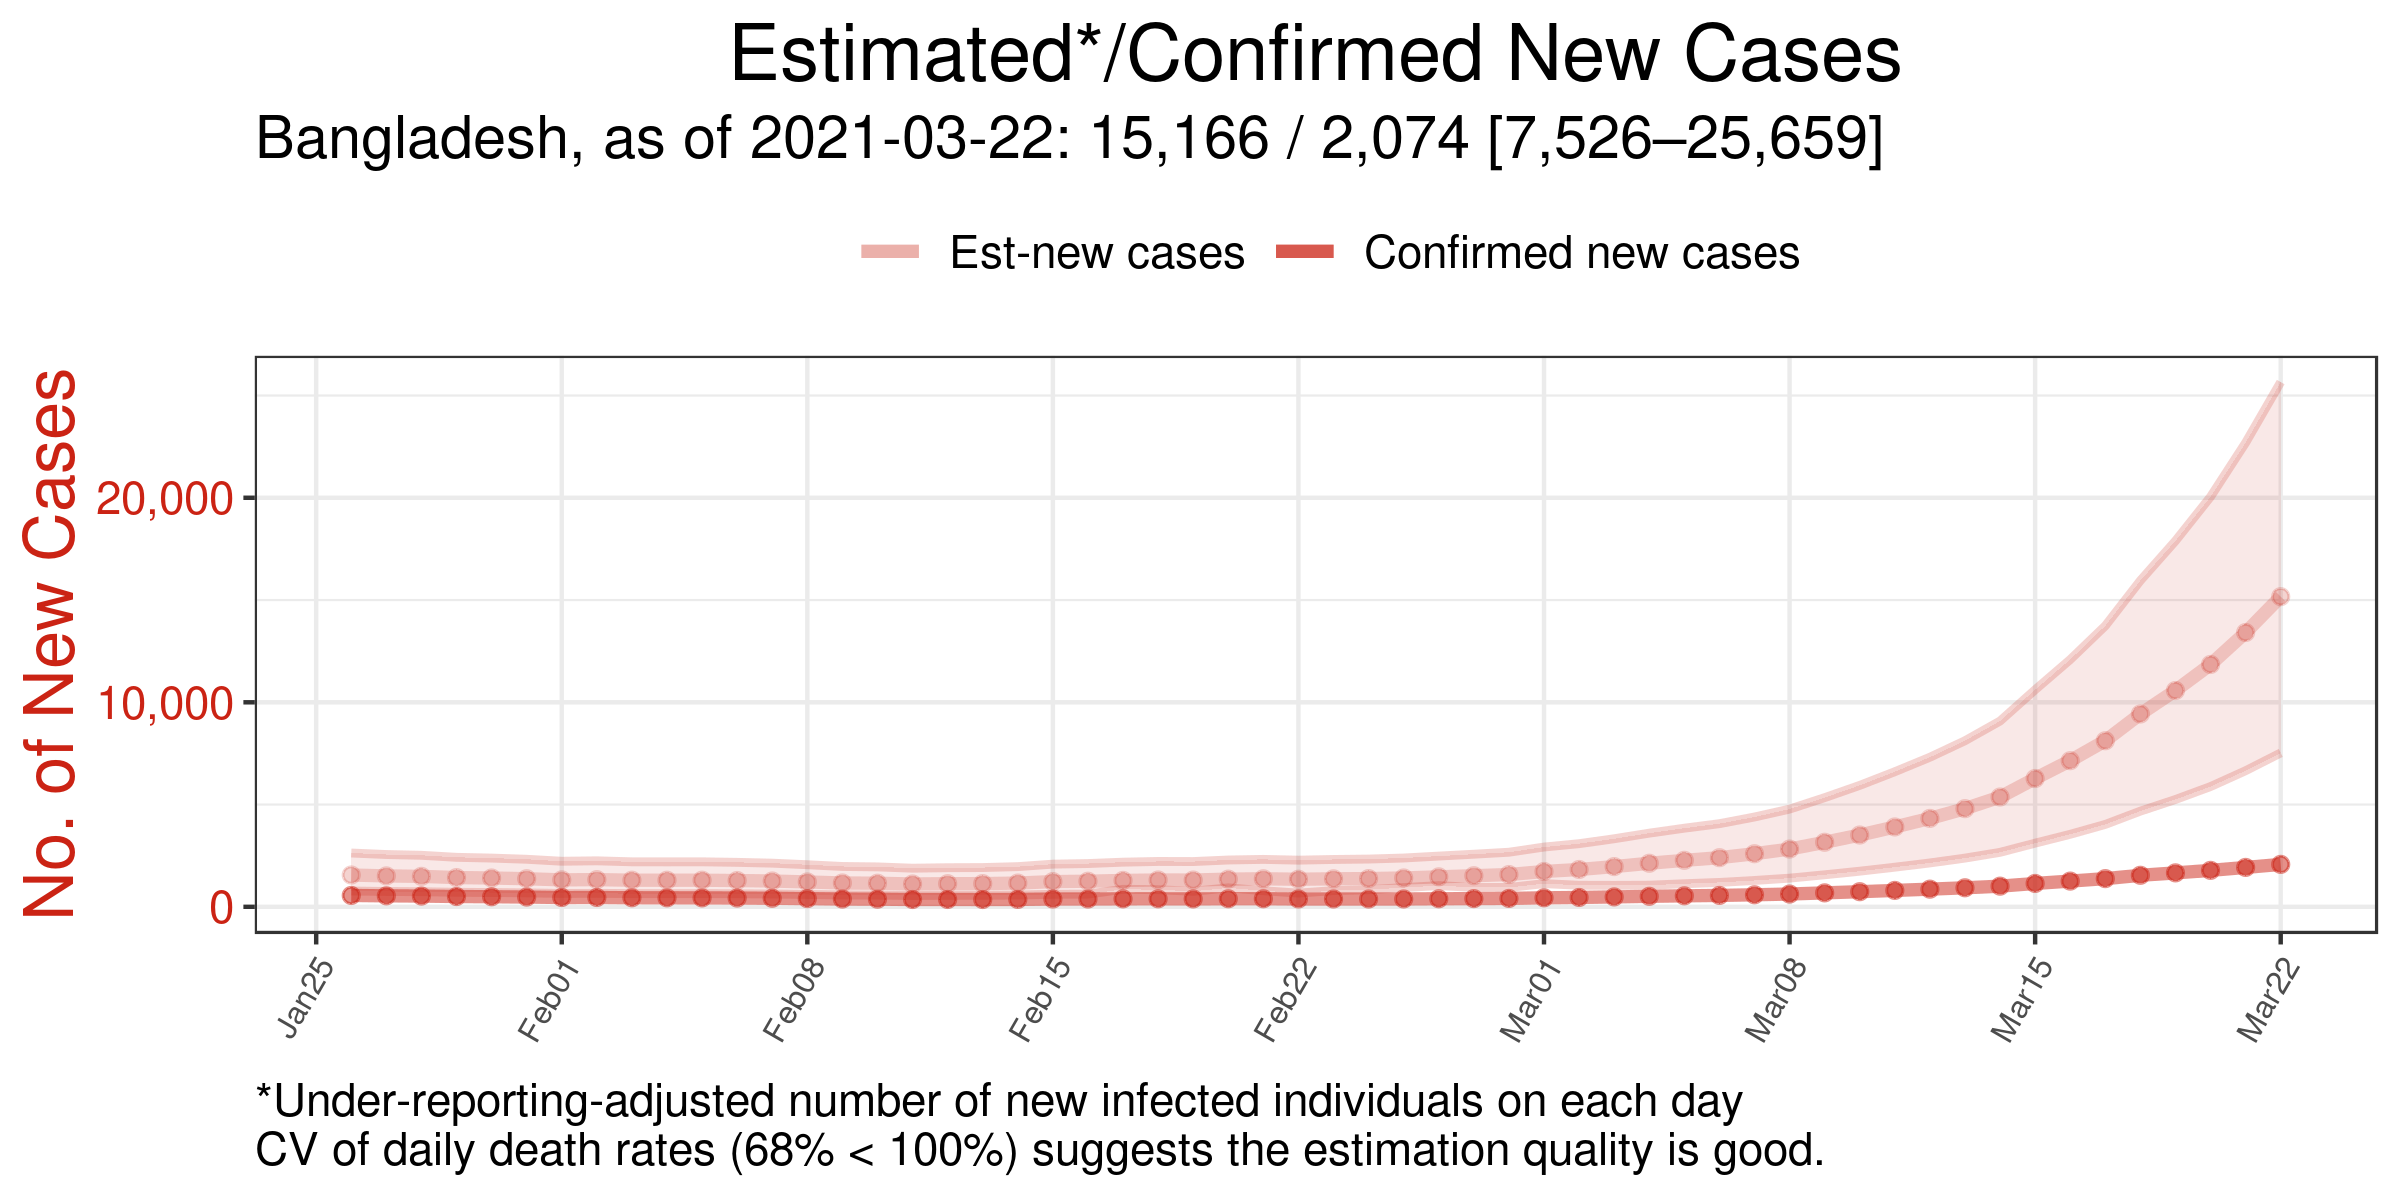 Estimated*/Confirmed New Cases
Bangladesh, as of 2021-03-22: 15,166 / 2,074 [7,526–25,659]
Est-new cases
Confirmed new cases
No. of New Cases
20,000
10,000
0
Jan25
Feb01
Feb08
Feb15
Feb22
Mar01
Mar08
Mar15
Mar22
*Under-reporting-adjusted number of new infected individuals on each day
CV of daily death rates (68% < 100%) suggests the estimation quality is good.